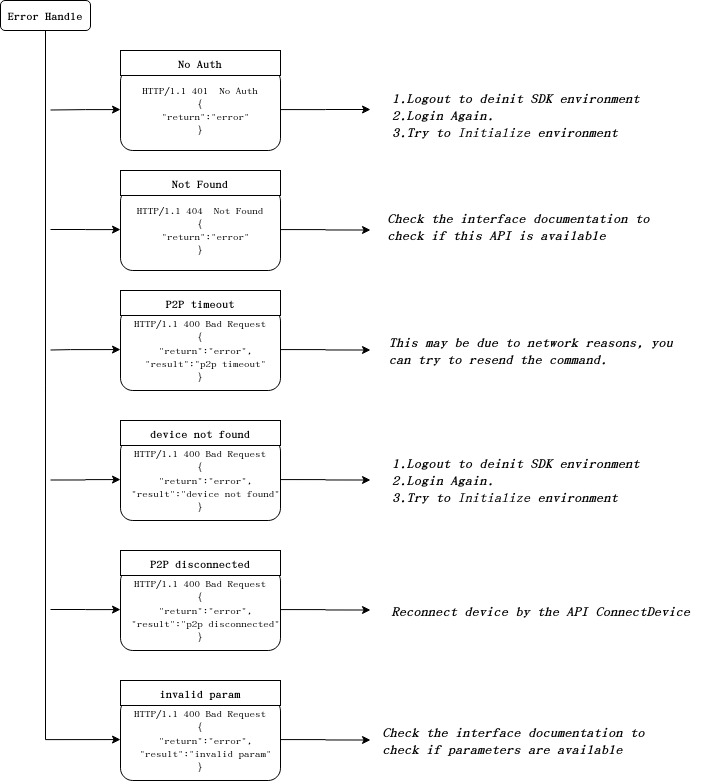 Error Handle
No Auth
HTTP/1.1 401  No Auth
{
"return":"error"
}
1.Logout to deinit SDK environment
2.Login Again.
3.Try to Initialize environment
Not Found
HTTP/1.1 404  Not Found
{
"return":"error"
}
Check the interface documentation to
check if this API is available
P2P timeout
HTTP/1.1 400 Bad Request
{
"return":"error",
"result":"p2p timeout"
}
This may be due to network reasons, you
can try to resend the command.
device not found
HTTP/1.1 400 Bad Request
{
"return":"error",
"result":"device not found"
}
1.Logout to deinit SDK environment
2.Login Again.
3.Try to Initialize environment
P2P disconnected
HTTP/1.1 400 Bad Request
{
"return":"error",
"result":"p2p disconnected"
}
Reconnect device by the API ConnectDevice
invalid param
HTTP/1.1 400 Bad Request
{
"return":"error",
"result":"invalid param"
}
Check the interface documentation to
check if parameters are available